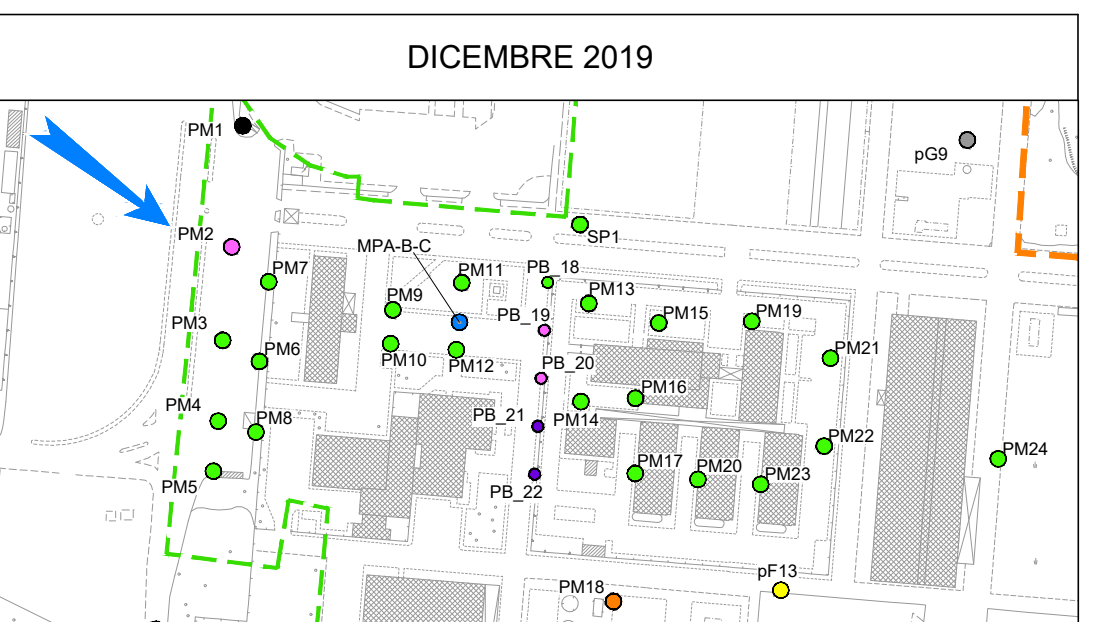 DICEMBRE 2019
PM1
pG9
PM2
SP1
MPA-B-C
PM7
PM11
PB_18
PM9
PM13
PB_19
PM15
PM19
PM3
PM6
PM10
PM12
PB_20
PM21
PM16
PM4
PM8
PB_21
PM14
PM22
PM24
PM5
PB_22
PM17
PM20
PM23
pF13
PM18